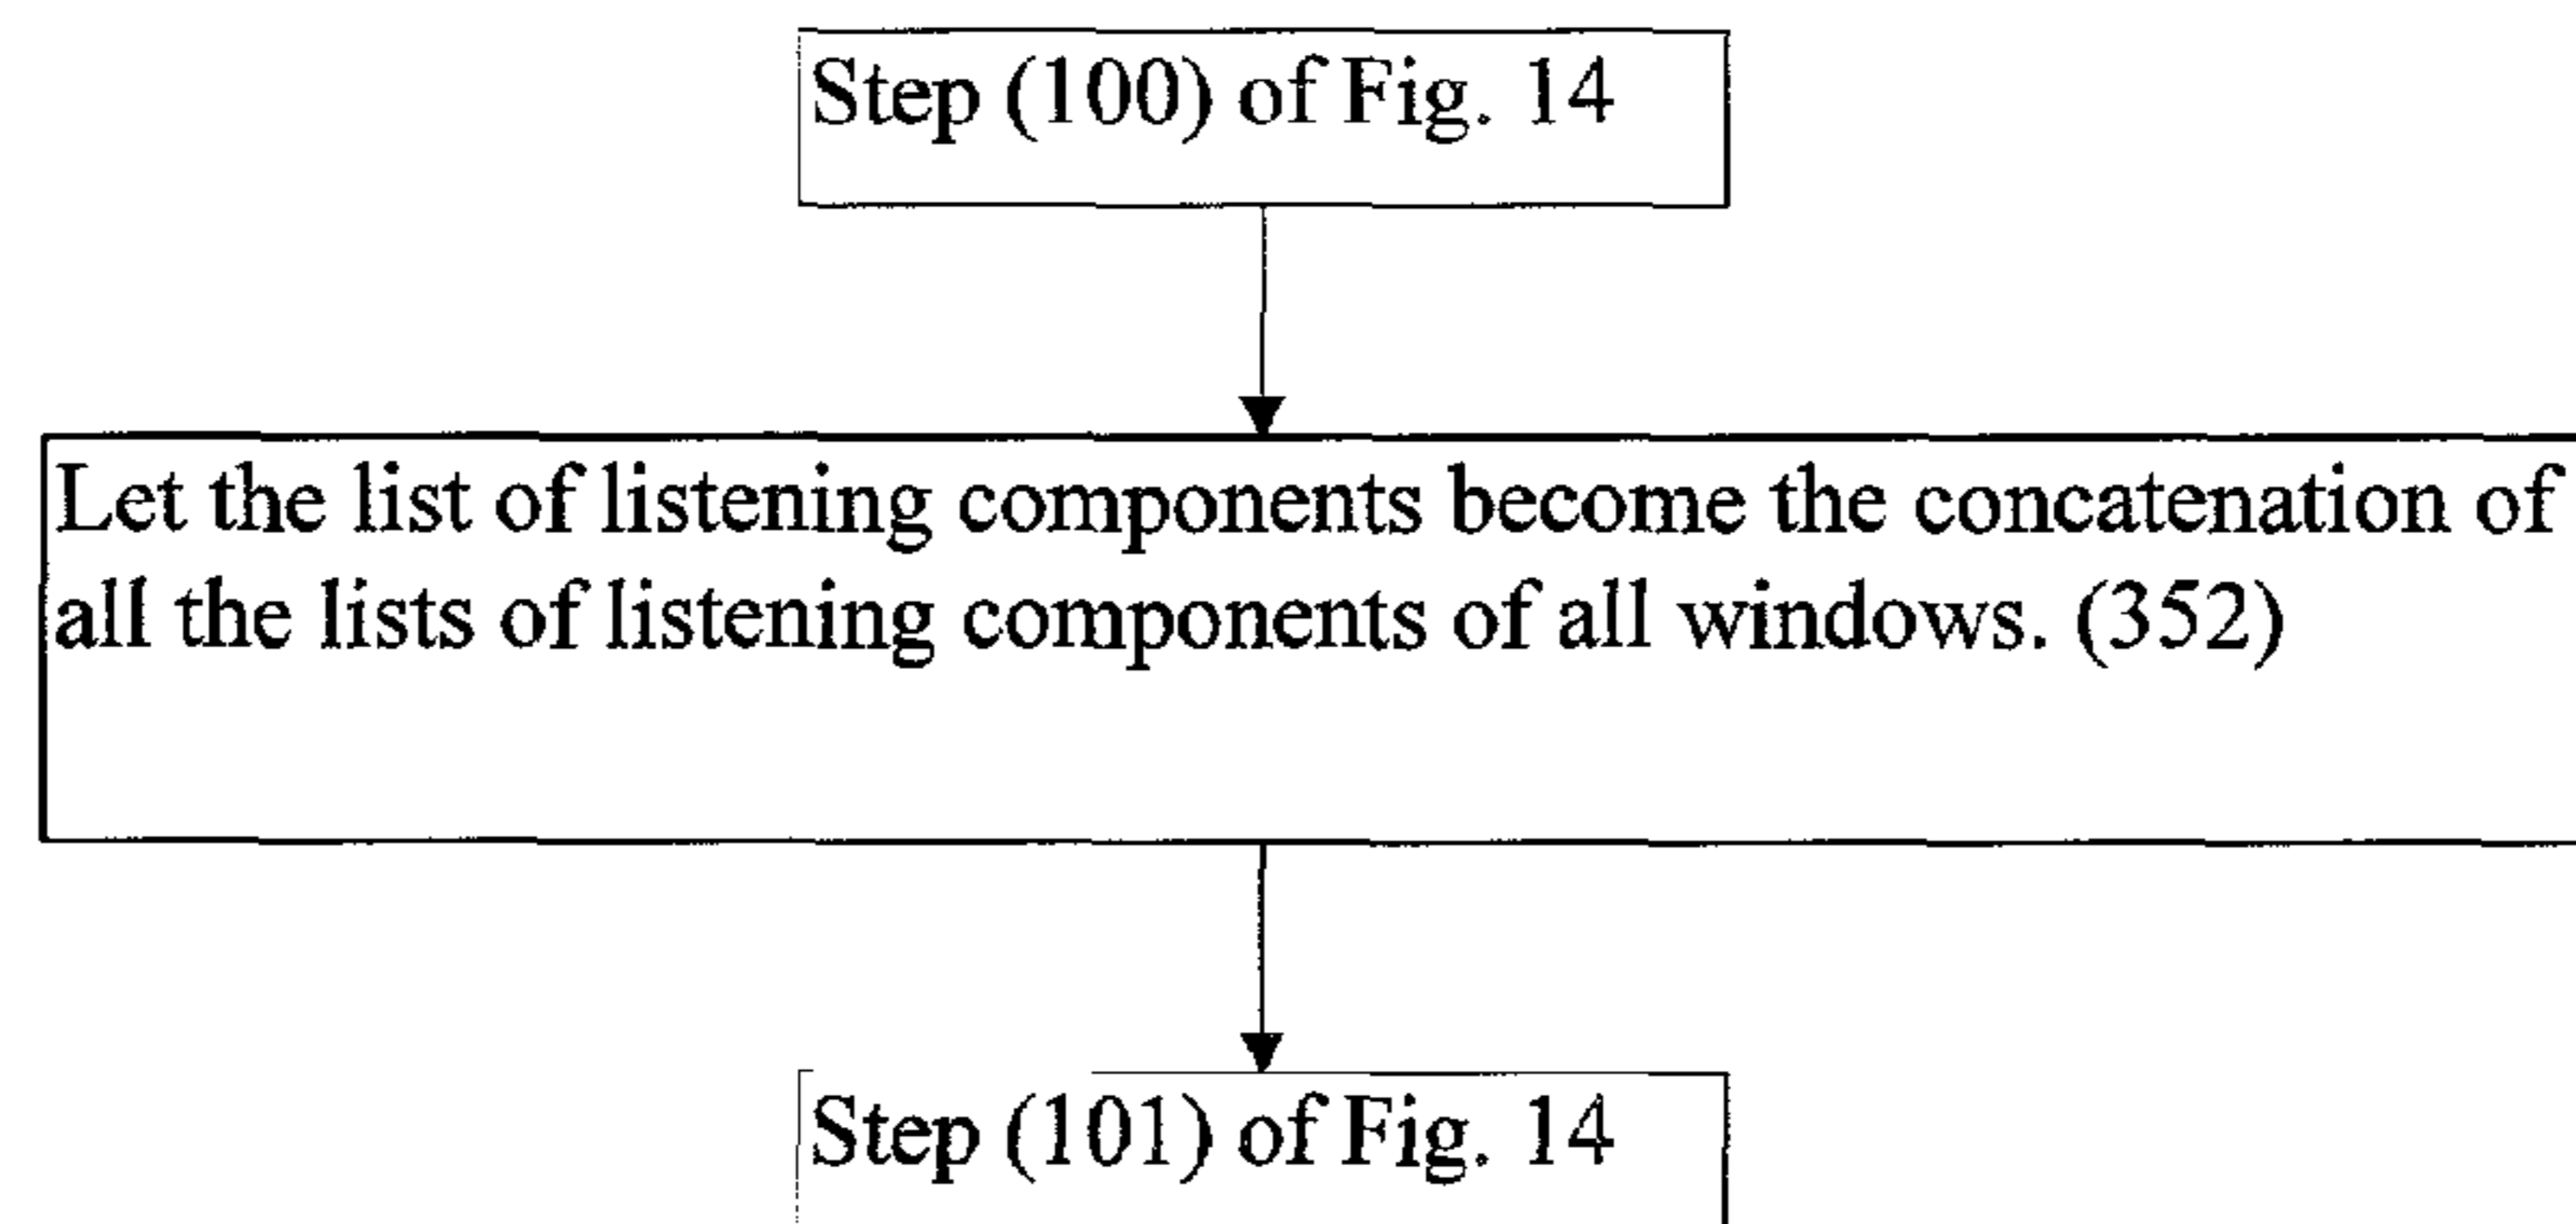 Step (100) of Fig. 14
Let the list of listening components become the concatenation of
all the lists of listening components of all windows. (352)
Step (101) of Fig. 14